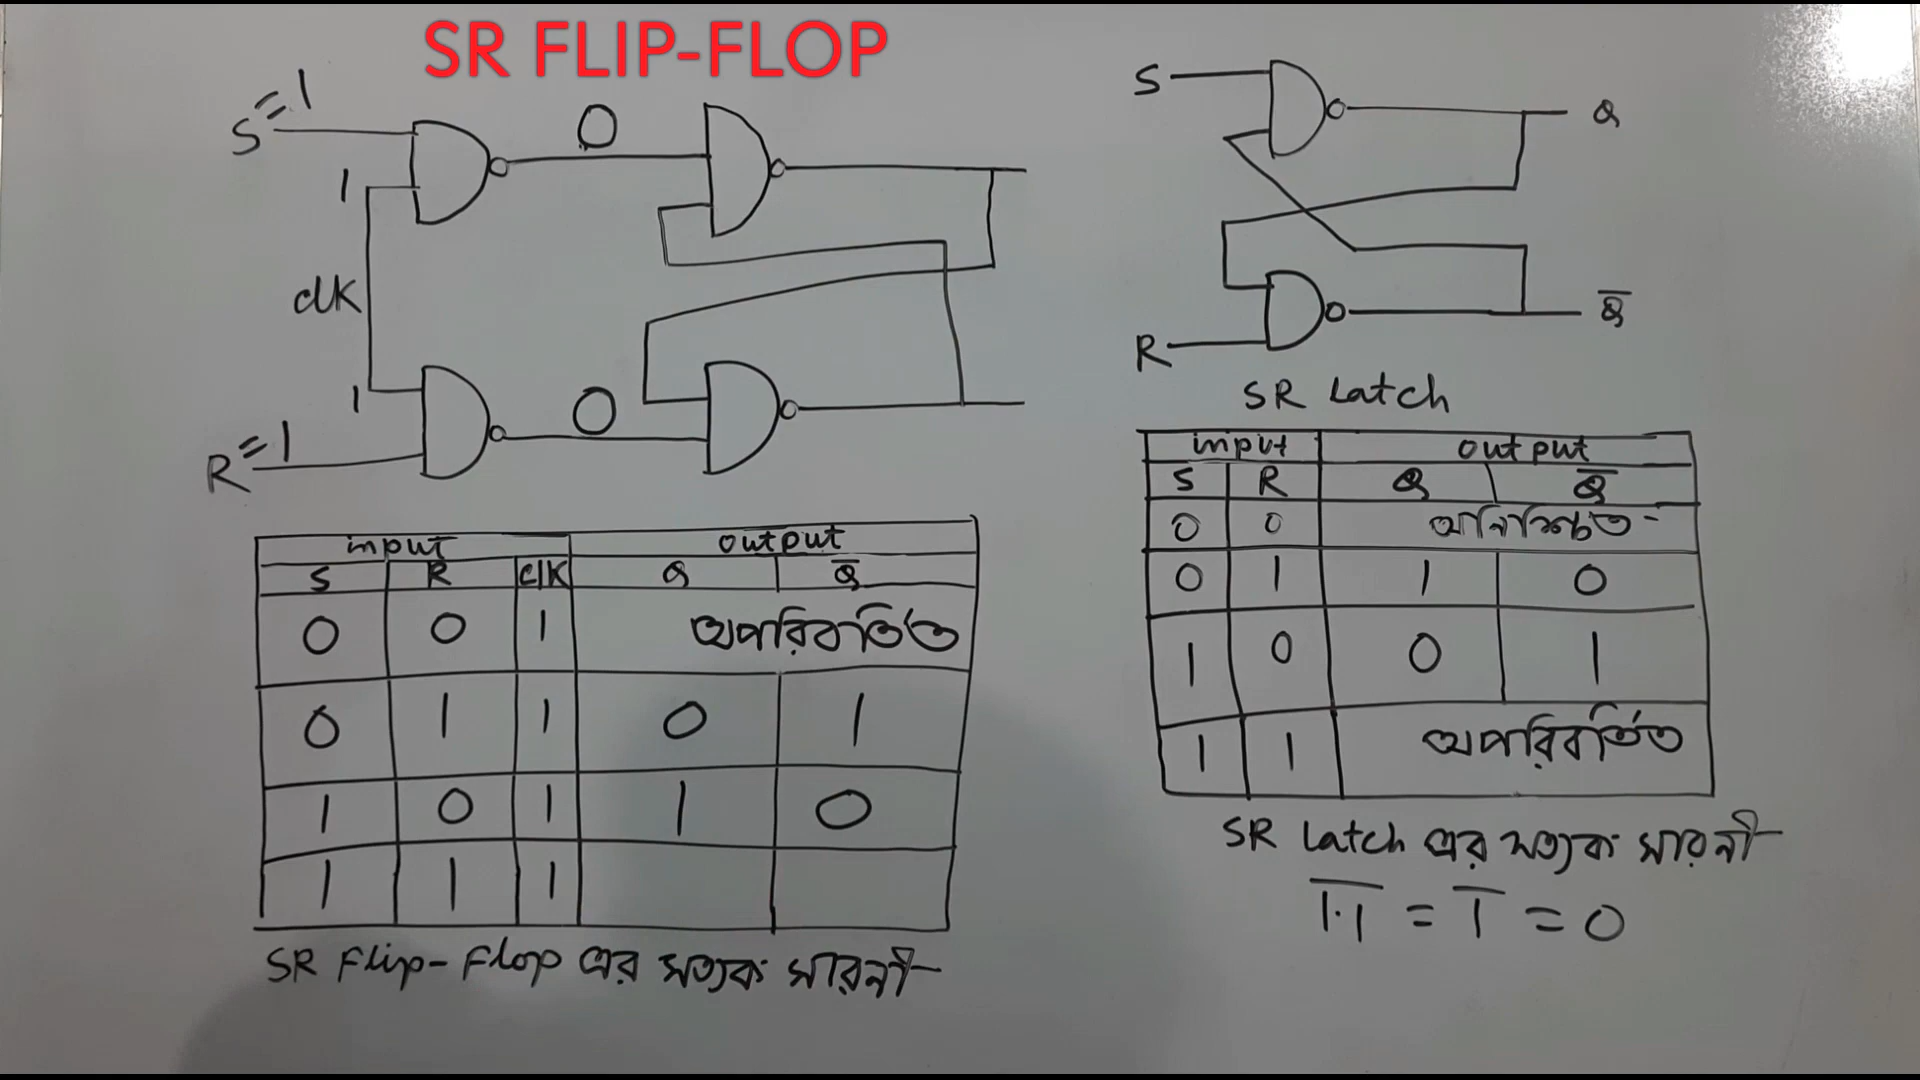 SR FLIP-FLOP
S=1
1
0
clk
1
0
R=1
input output
S R clk Q Q̅
0 0 1 অপরিবর্তিত
0 1 1 0 1
1 0 1 1 0
1 1 1
SR Flip-Flop এর সত্যক সারনী
S
Q
R
Q̅
SR Latch
input output
S R Q Q̅
0 0 অনিশ্চিত
0 1 1 0
1 0 0 1
1 1 অপরিবর্তিত
SR Latch এর সত্যক সারনী
1̅.̅1̅ = 1̅ = 0